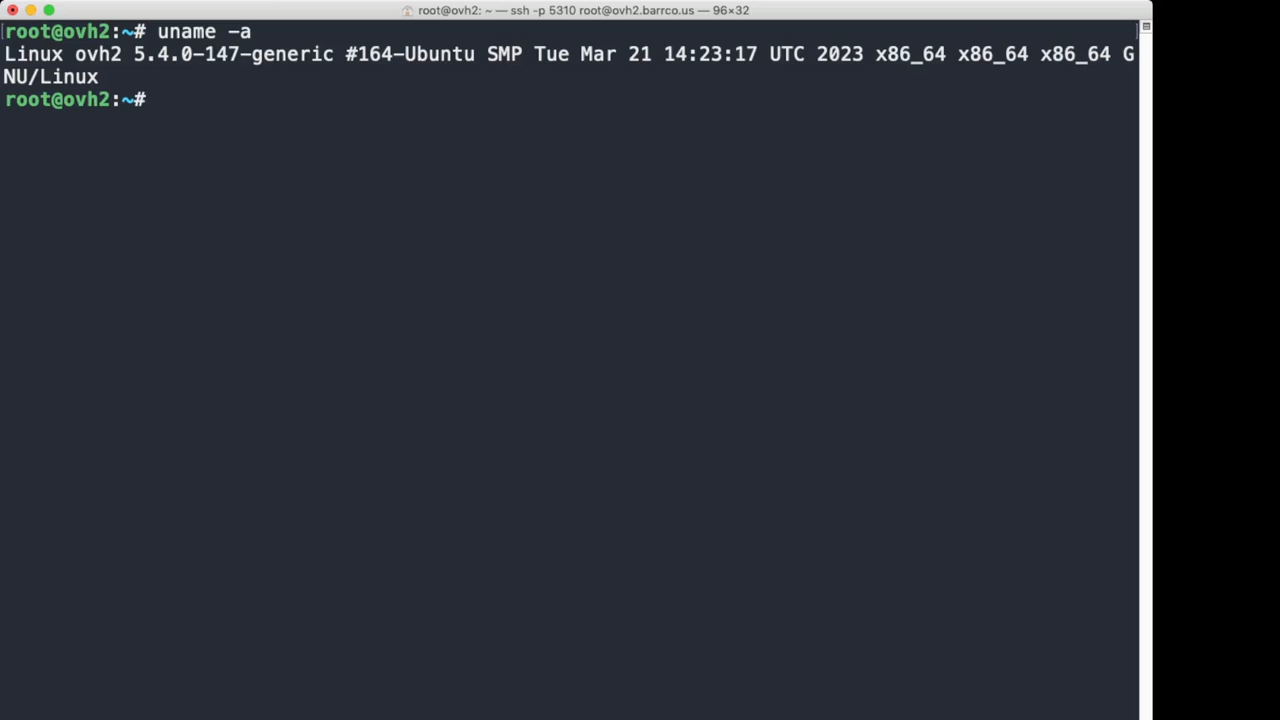 root@ovh2: ~ — ssh -p 5310 root@ovh2.barrco.us — 96×32
[root@ovh2:~# uname -a
Linux ovh2 5.4.0-147-generic #164-Ubuntu SMP Tue Mar 21 14:23:17 UTC 2023 x86_64 x86_64 x86_64 G
NU/Linux
root@ovh2:~#